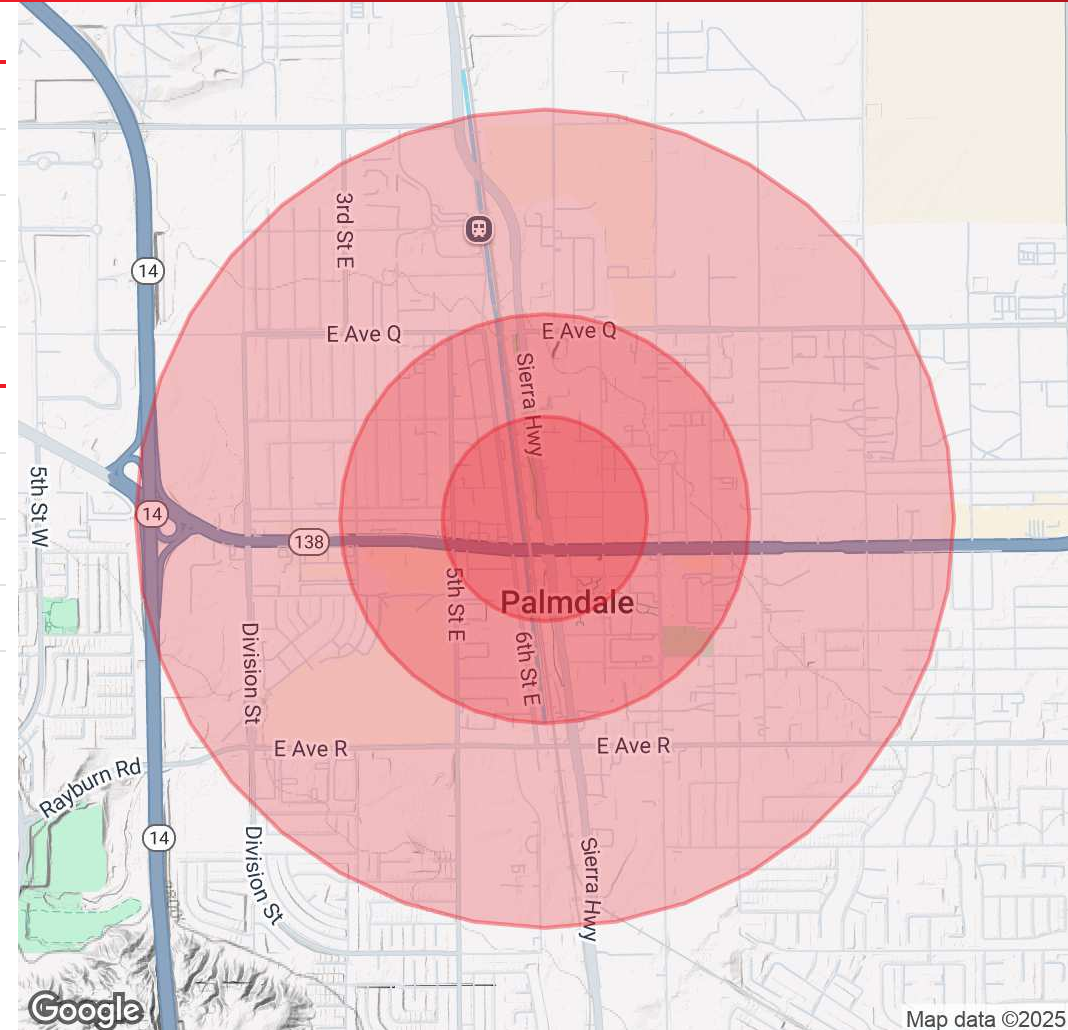 3rd St E
14
E Ave Q
E Ave Q
Sierra Hwy
5th St W
14
138
5th St E
Palmdale
Division St
6th St E
E Ave R
E Ave R
Rayburn Rd
14
Division St
Sierra Hwy
Google
Map data ©2025